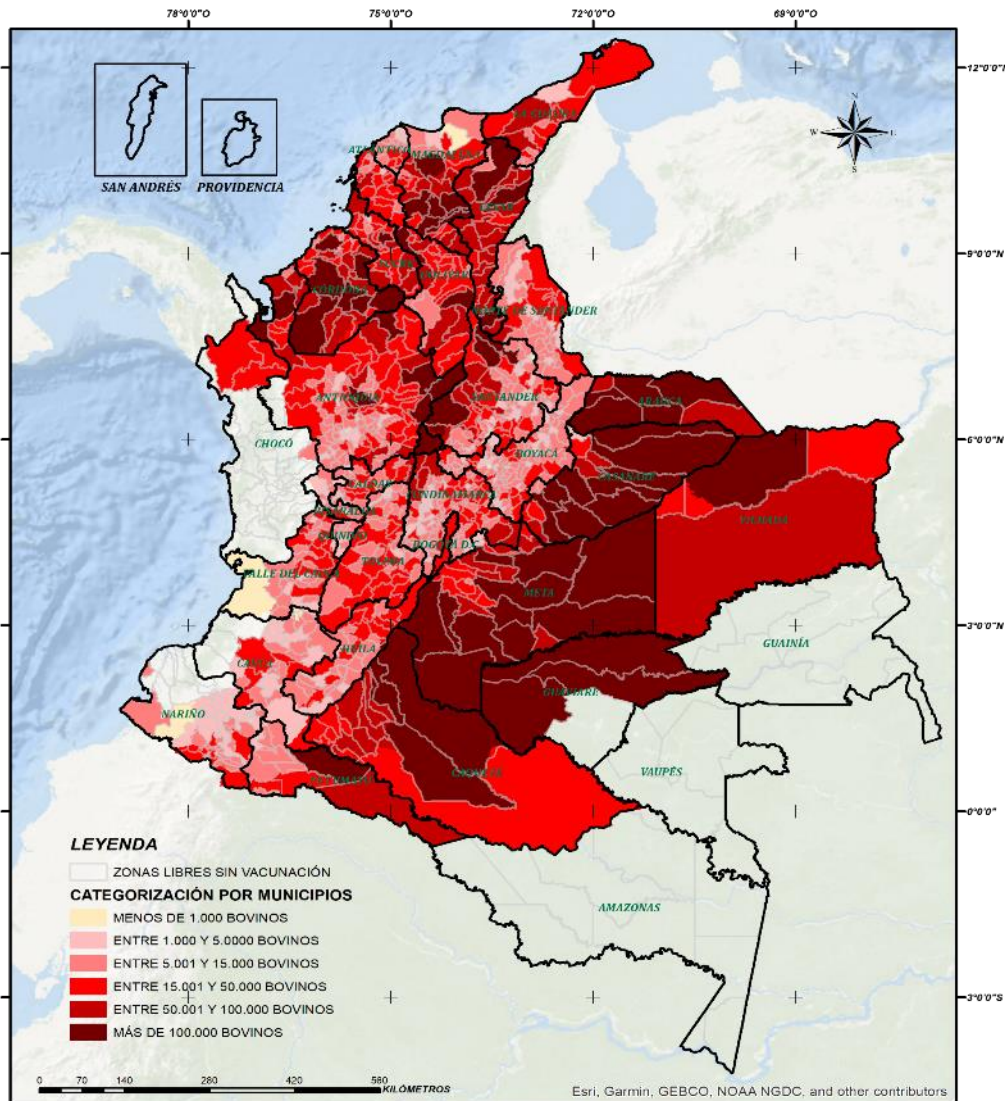 78°0'0"O 75°0'0"O 72°0'0"O 69°0'0"O
12°0'0"N
N
W E
S
SAN ANDRÉS PROVIDENCIA
LA GUAJIRA
ATLÁNTICO
MAGDALENA
CESAR
9°0'0"N
SUCRE
BOLÍVAR
CÓRDOBA
NORTE DE SANTANDER
ANTIOQUIA
SANTANDER
ARAUCA
CHOCÓ
6°0'0"N
BOYACÁ
CASANARE
CALDAS
CUNDINAMARCA
RISARALDA
VICHADA
QUINDÍO
BOGOTÁ D.C.
TOLIMA
VALLE DEL CAUCA
META
3°0'0"N
GUAINÍA
HUILA
CAUCA
GUAVIARE
NARIÑO
VAUPÉS
CAQUETÁ
PUTUMAYO
0°0'0"
LEYENDA
ZONAS LIBRES SIN VACUNACIÓN
CATEGORIZACIÓN POR MUNICIPIOS
MENOS DE 1.000 BOVINOS
AMAZONAS
ENTRE 1.000 Y 5.0000 BOVINOS
ENTRE 5.001 Y 15.000 BOVINOS
ENTRE 15.001 Y 50.000 BOVINOS
3°0'0"S
ENTRE 50.001 Y 100.000 BOVINOS
MÁS DE 100.000 BOVINOS
0 70 140 280 420 560
KILÓMETROS
Esri, Garmin, GEBCO, NOAA NGDC, and other contributors